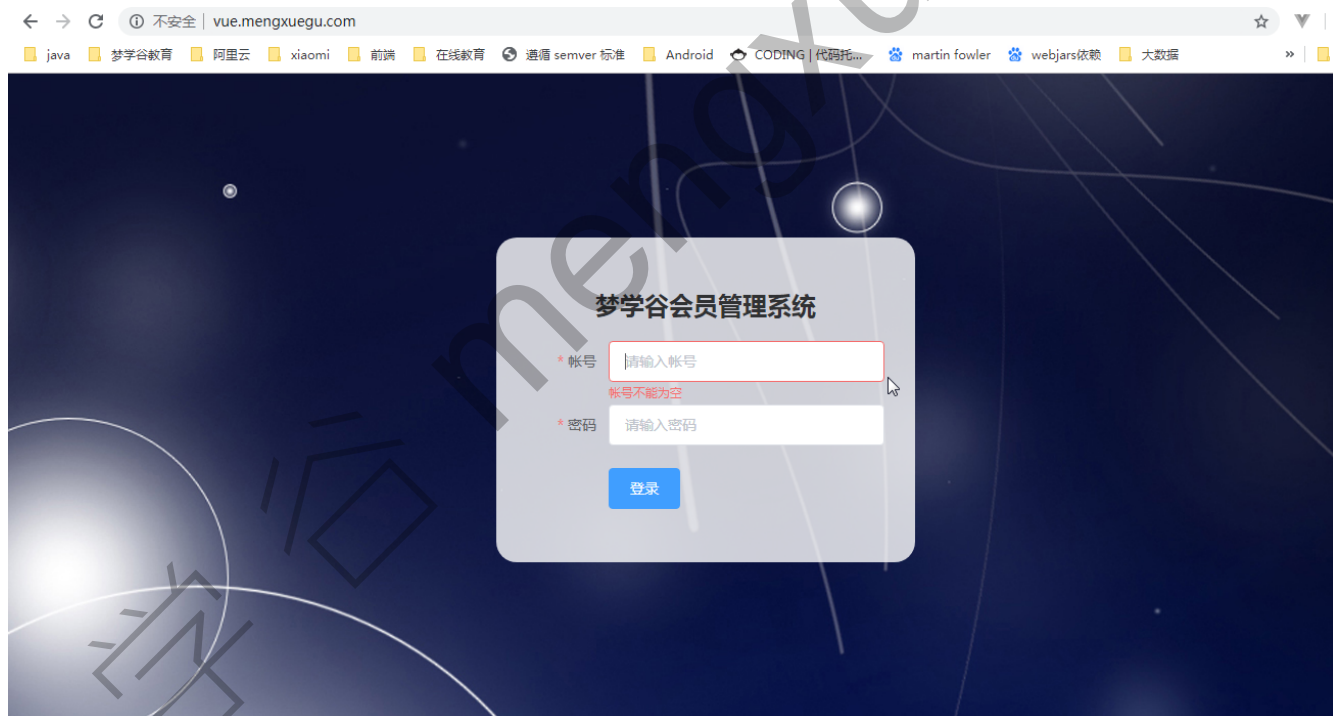 不安全 | vue.mengxuegu.com
java 梦学谷教育 阿里云 xiaomi 前端 在线教育 遵循 semver 标准 Android CODING | 代码托... martin fowler webjars依赖 大数据 »
梦学谷会员管理系统
* 帐号 请输入帐号
帐号不能为空
* 密码 请输入密码
登录
学谷 mengxu